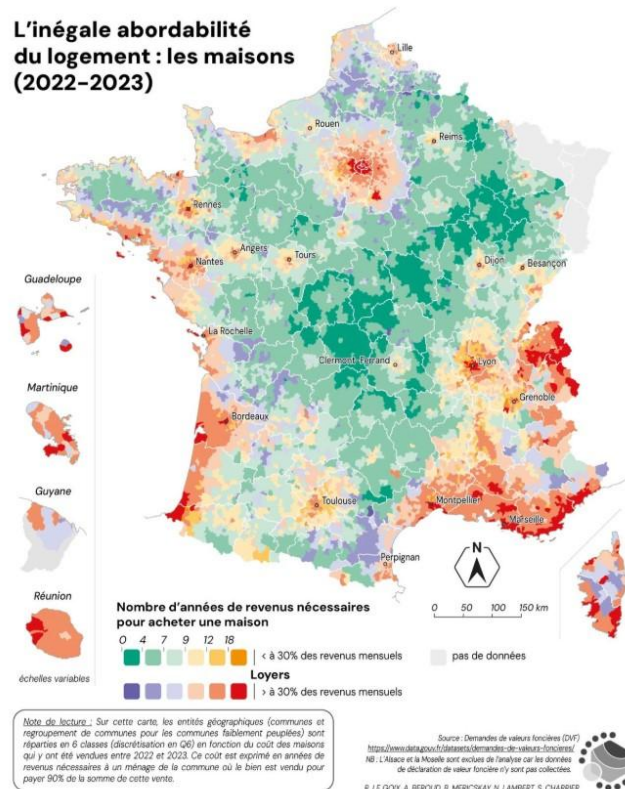 L'inégale abordabilité
du logement : les maisons
(2022-2023)
Lille
Rouen
Reims
Rennes
Angers
Tours
Nantes
Dijon
Besançon
La Rochelle
Clermont-Ferrand
Lyon
Grenoble
Bordeaux
Toulouse
Montpellier
Marseille
Perpignan
Guadeloupe
Martinique
Guyane
Réunion
échelles variables
N
0 50 100 150 km
Nombre d'années de revenus nécessaires
pour acheter une maison
0 4 7 9 12 18
< à 30% des revenus mensuels
pas de données
Loyers
> à 30% des revenus mensuels
Note de lecture : Sur cette carte, les entités géographiques (communes et
regroupement de communes pour les communes faiblement peuplées) sont
réparties en 6 classes (discrétisation en Q6) en fonction du coût des maisons
qui y ont été vendues entre 2022 et 2023. Ce coût est exprimé en années de
revenus nécessaires à un ménage de la commune où le bien est vendu pour
payer 90% de la somme de cette vente.
Source : Demandes de valeurs foncières (DVF)
https://www.data.gouv.fr/datasets/demandes-de-valeurs-foncieres/
NB : L'Alsace et la Moselle sont exclues de l'analyse car les données
de déclaration de valeur foncière n'y sont pas collectées.
R. LE GOIX, A. BEROUD, B. MERICSKAY, N. LAMBERT, S. CHARRIER